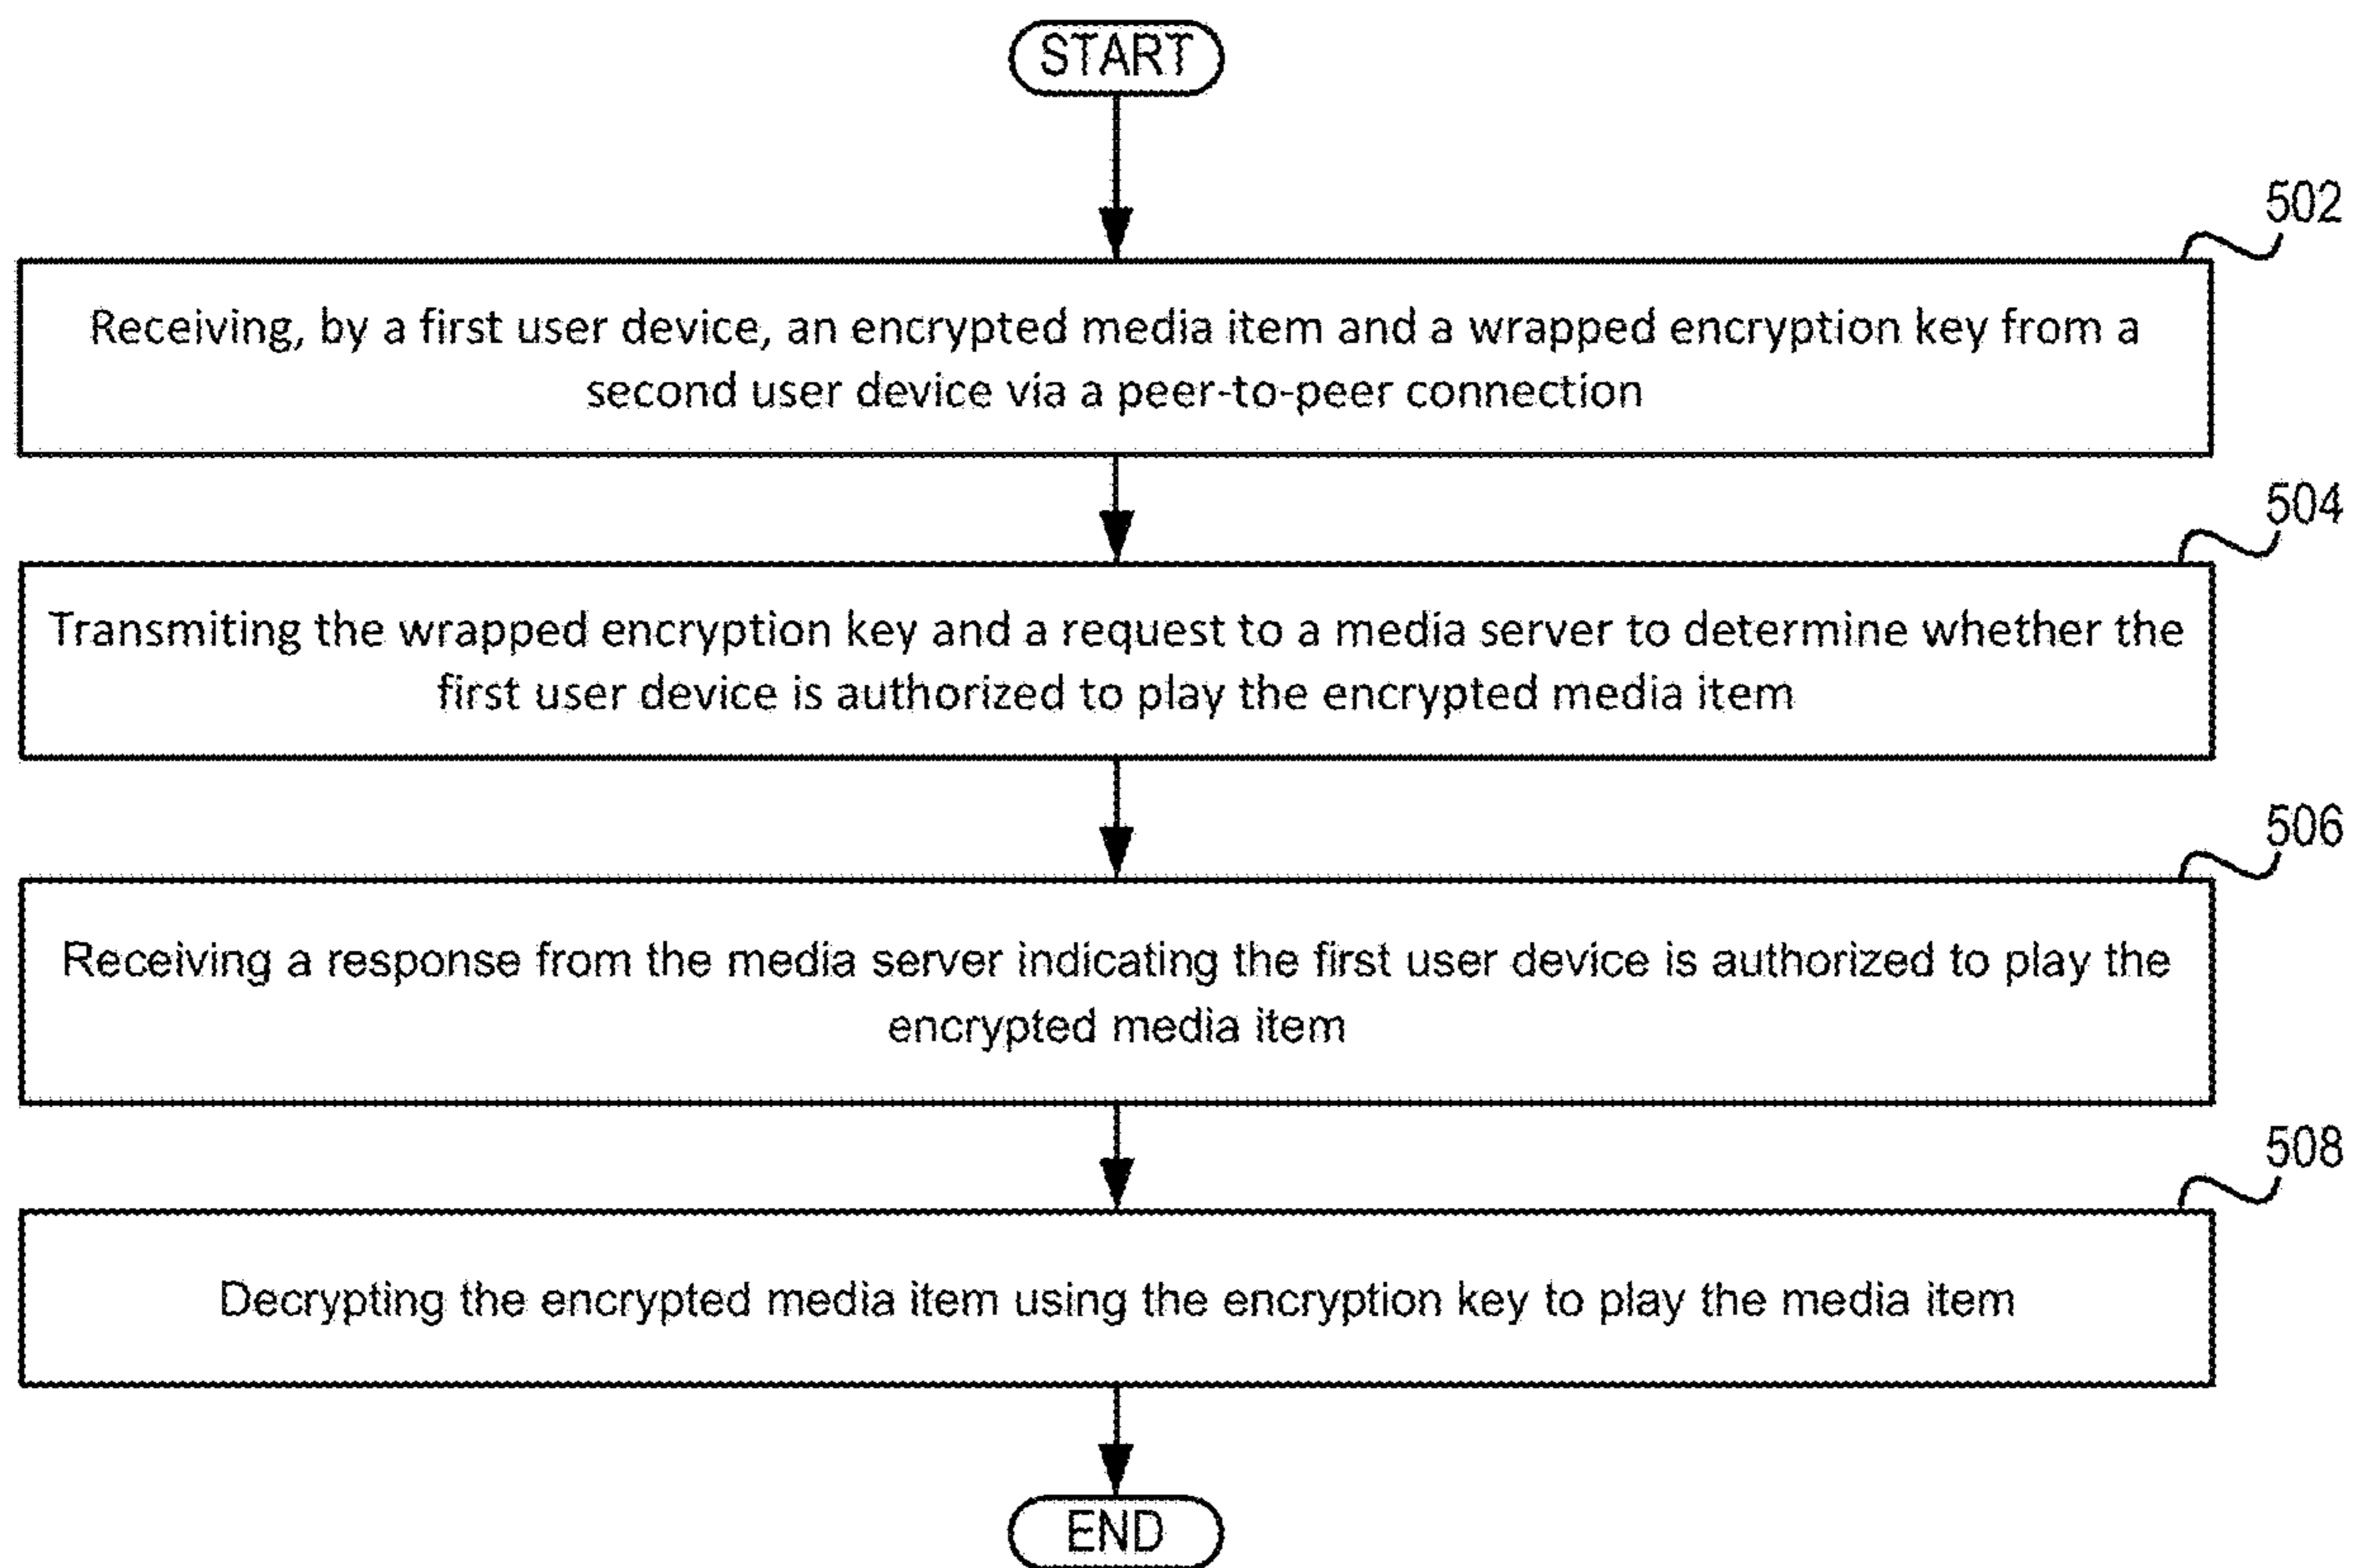 START
502
Receiving, by a first user device, an encrypted media item and a wrapped encryption key from a
second user device via a peer-to-peer connection
504
Transmiting the wrapped encryption key and a request to a media server to determine whether the
first user device is authorized to play the encrypted media item
506
Receiving a response from the media server indicating the first user device is authorized to play the
encrypted media item
508
Decrypting the encrypted media item using the encryption key to play the media item
END